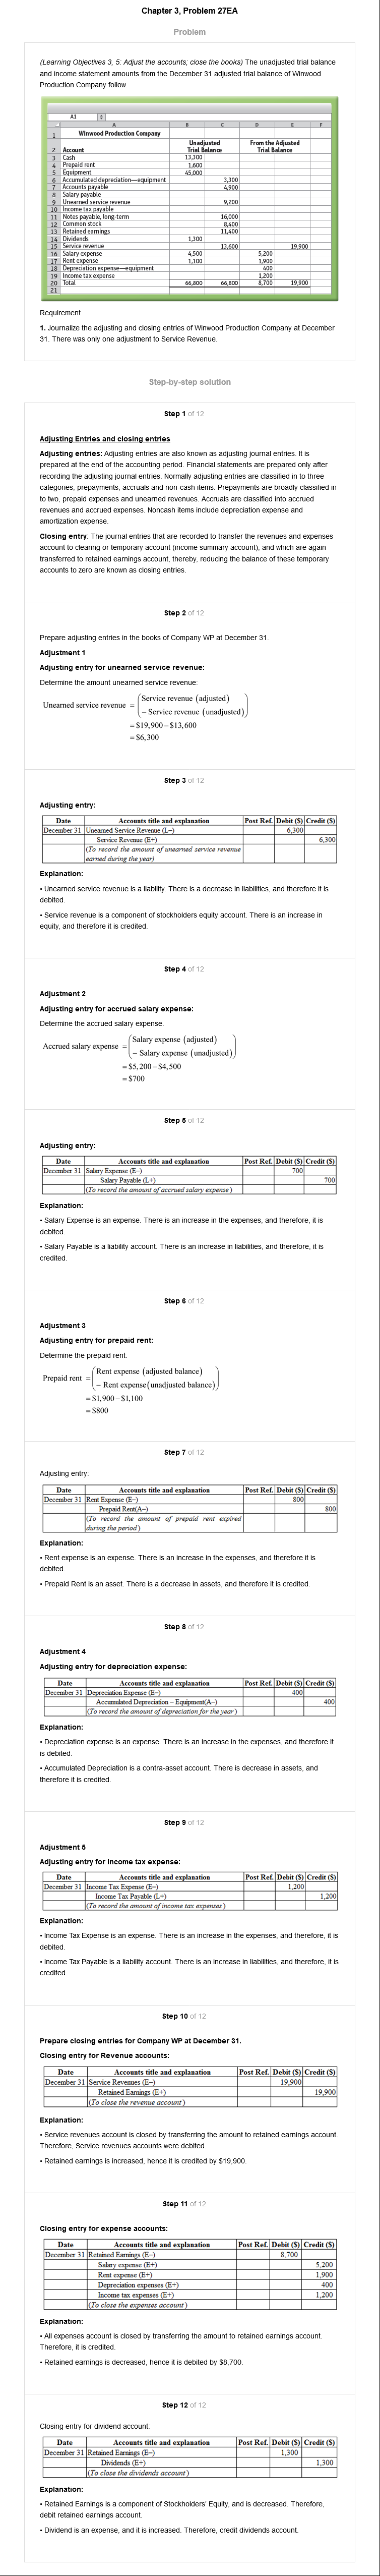 Chapter 3, Problem 27EA
Problem
(Learning Objectives 3, 5: Adjust the accounts; close the books) The unadjusted trial balance
and income statement amounts from the December 31 adjusted trial balance of Winwood
Production Company follow.
A1
A B C D E F
1 Winwood Production Company
Unadjusted From the Adjusted
2 Account Trial Balance Trial Balance
3 Cash 13,300
4 Prepaid rent 1,600
5 Equipment 45,000
6 Accumulated depreciation—equipment 3,300
7 Accounts payable 4,900
8 Salary payable
9 Unearned service revenue 9,200
10 Income tax payable
11 Notes payable, long-term 16,000
12 Common stock 8,400
13 Retained earnings 11,400
14 Dividends 1,300
15 Service revenue 13,600 19,900
16 Salary expense 4,500 5,200
17 Rent expense 1,100 1,900
18 Depreciation expense—equipment 400
19 Income tax expense 1,200
20 Total 66,800 66,800 8,700 19,900
21
Requirement
1. Journalize the adjusting and closing entries of Winwood Production Company at December
31. There was only one adjustment to Service Revenue.
Step-by-step solution
Step 1 of 12
Adjusting Entries and closing entries
Adjusting entries: Adjusting entries are also known as adjusting journal entries. It is
prepared at the end of the accounting period. Financial statements are prepared only after
recording the adjusting journal entries. Normally adjusting entries are classified in to three
categories, prepayments, accruals and non-cash items. Prepayments are broadly classified in
to two, prepaid expenses and unearned revenues. Accruals are classified into accrued
revenues and accrued expenses. Noncash items include depreciation expense and
amortization expense.
Closing entry: The journal entries that are recorded to transfer the revenues and expenses
account to clearing or temporary account (income summary account), and which are again
transferred to retained earnings account, thereby, reducing the balance of these temporary
accounts to zero are known as closing entries.
Step 2 of 12
Prepare adjusting entries in the books of Company WP at December 31.
Adjustment 1
Adjusting entry for unearned service revenue:
Determine the amount unearned service revenue:
Unearned service revenue = (Service revenue (adjusted)
− Service revenue (unadjusted))
= $19,900 − $13,600
= $6,300
Step 3 of 12
Adjusting entry:
Date Accounts title and explanation Post Ref. Debit ($) Credit ($)
December 31 Unearned Service Revenue (L−) 6,300
Service Revenue (E+) 6,300
(To record the amount of unearned service revenue
earned during the year)
Explanation:
• Unearned service revenue is a liability. There is a decrease in liabilities, and therefore it is
debited.
• Service revenue is a component of stockholders equity account. There is an increase in
equity, and therefore it is credited.
Step 4 of 12
Adjustment 2
Adjusting entry for accrued salary expense:
Determine the accrued salary expense.
Accrued salary expense = (Salary expense (adjusted)
− Salary expense (unadjusted))
= $5,200 − $4,500
= $700
Step 5 of 12
Adjusting entry:
Date Accounts title and explanation Post Ref. Debit ($) Credit ($)
December 31 Salary Expense (E−) 700
Salary Payable (L+) 700
(To record the amount of accrued salary expense)
Explanation:
• Salary Expense is an expense. There is an increase in the expenses, and therefore, it is
debited.
• Salary Payable is a liability account. There is an increase in liabilities, and therefore, it is
credited.
Step 6 of 12
Adjustment 3
Adjusting entry for prepaid rent:
Determine the prepaid rent.
Prepaid rent = (Rent expense (adjusted balance)
− Rent expense (unadjusted balance))
= $1,900 − $1,100
= $800
Step 7 of 12
Adjusting entry:
Date Accounts title and explanation Post Ref. Debit ($) Credit ($)
December 31 Rent Expense (E−) 800
Prepaid Rent(A−) 800
(To record the amount of prepaid rent expired
during the period)
Explanation:
• Rent expense is an expense. There is an increase in the expenses, and therefore it is
debited.
• Prepaid Rent is an asset. There is a decrease in assets, and therefore it is credited.
Step 8 of 12
Adjustment 4
Adjusting entry for depreciation expense:
Date Accounts title and explanation Post Ref. Debit ($) Credit ($)
December 31 Depreciation Expense (E−) 400
Accumulated Depreciation – Equipment(A−) 400
(To record the amount of depreciation for the year)
Explanation:
• Depreciation expense is an expense. There is an increase in the expenses, and therefore it
is debited.
• Accumulated Depreciation is a contra-asset account. There is decrease in assets, and
therefore it is credited.
Step 9 of 12
Adjustment 5
Adjusting entry for income tax expense:
Date Accounts title and explanation Post Ref. Debit ($) Credit ($)
December 31 Income Tax Expense (E−) 1,200
Income Tax Payable (L+) 1,200
(To record the amount of income tax expenses)
Explanation:
• Income Tax Expense is an expense. There is an increase in the expenses, and therefore, it is
debited.
• Income Tax Payable is a liability account. There is an increase in liabilities, and therefore, it is
credited.
Step 10 of 12
Prepare closing entries for Company WP at December 31.
Closing entry for Revenue accounts:
Date Accounts title and explanation Post Ref. Debit ($) Credit ($)
December 31 Service Revenues (E−) 19,900
Retained Earnings (E+) 19,900
(To close the revenue account)
Explanation:
• Service revenues account is closed by transferring the amount to retained earnings account.
Therefore, Service revenues accounts were debited.
• Retained earnings is increased, hence it is credited by $19,900.
Step 11 of 12
Closing entry for expense accounts:
Date Accounts title and explanation Post Ref. Debit ($) Credit ($)
December 31 Retained Earnings (E−) 8,700
Salary expense (E+) 5,200
Rent expense (E+) 1,900
Depreciation expenses (E+) 400
Income tax expenses (E+) 1,200
(To close the expenses account)
Explanation:
• All expenses account is closed by transferring the amount to retained earnings account.
Therefore, it is credited.
• Retained earnings is decreased, hence it is debited by $8,700.
Step 12 of 12
Closing entry for dividend account:
Date Accounts title and explanation Post Ref. Debit ($) Credit ($)
December 31 Retained Earnings (E−) 1,300
Dividends (E+) 1,300
(To close the dividends account)
Explanation:
• Retained Earnings is a component of Stockholders' Equity, and is decreased. Therefore,
debit retained earnings account.
• Dividend is an expense, and it is increased. Therefore, credit dividends account.